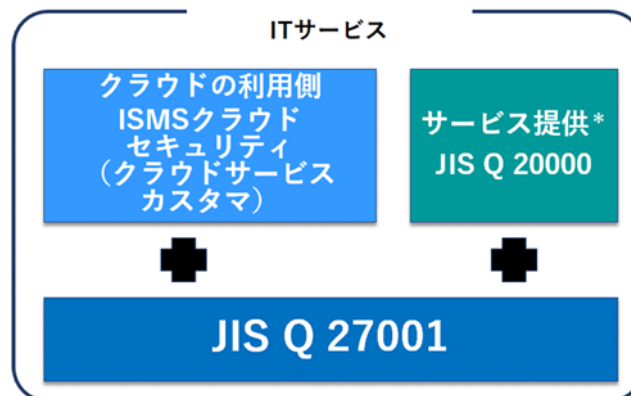 ITサービス
クラウドの利用側
ISMSクラウド
セキュリティ
（クラウドサービス
カスタマ）
サービス提供*
JIS Q 20000
JIS Q 27001